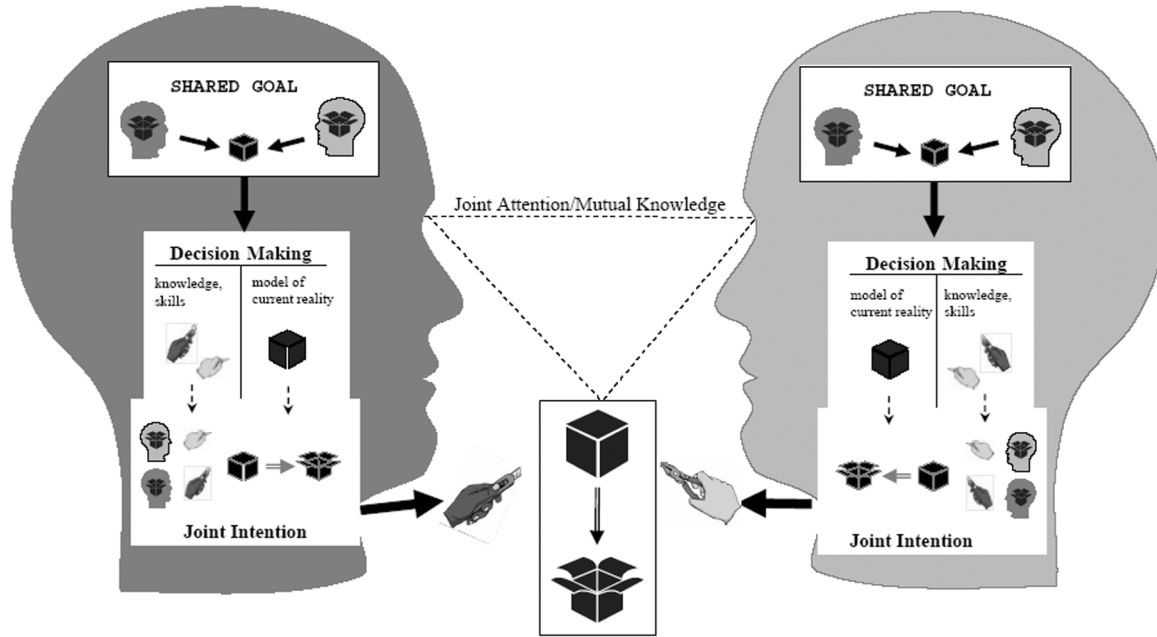 SHARED GOAL
Decision Making
knowledge,
skills
model of
current reality
Joint Intention
Joint Attention/Mutual Knowledge
SHARED GOAL
Decision Making
model of
current reality
knowledge,
skills
Joint Intention